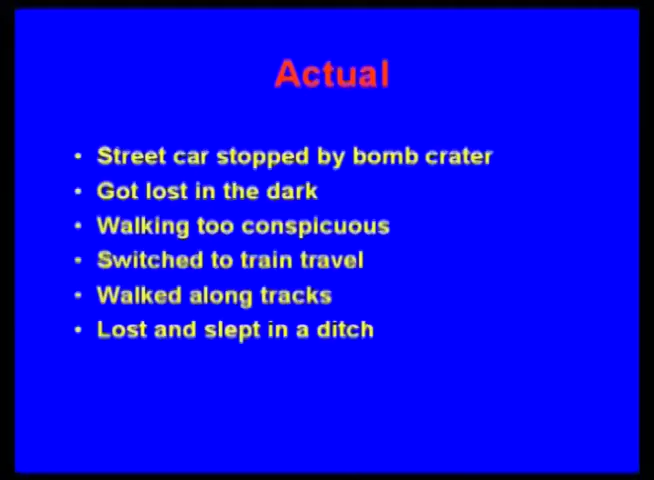 Actual
• Street car stopped by bomb crater
• Got lost in the dark
• Walking too conspicuous
• Switched to train travel
• Walked along tracks
• Lost and slept in a ditch